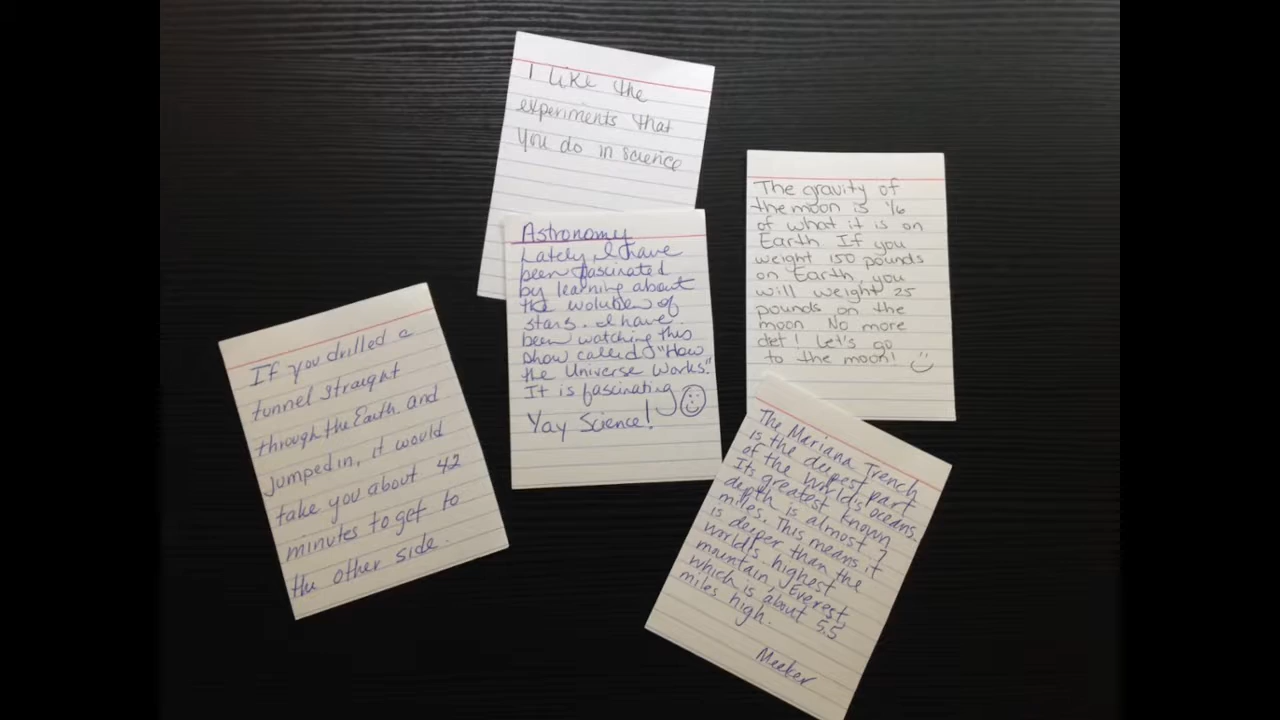 I like the
experiments that
you do in science
Astronomy
Lately, I have
been fascinated
by learning about
the of
stars. I have
been watching this
show called "How
the Universe Works."
It is fascinating
Yay Science!
The gravity of
the moon is 1/6
of what it is on
Earth If you
weight 150 pounds
on Earth, you
will weight 25
pounds on the
moon No more
diet! Let's go
to the moon!
If you drilled a
tunnel straight
through the Earth and
jumped in, it would
take you about 42
minutes to get to
the other side.
The Mariana Trench
is the deepest part
of the world's oceans.
Its greatest known
depth is almost 7
miles. This means it
is deeper than the
world's highest
mountain, Everest,
which is about 5.5
miles high.
Meeker